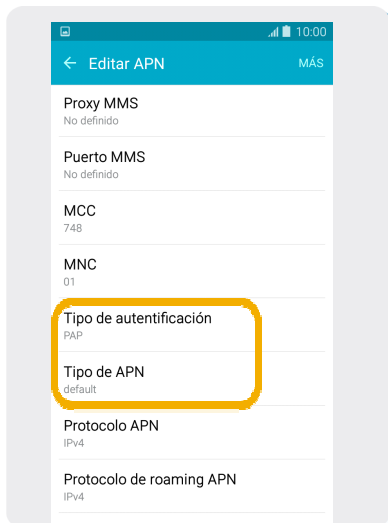 10:00
Editar APN
MÁS
Proxy MMS
No definido
Puerto MMS
No definido
MCC
748
MNC
01
Tipo de autentificación
PAP
Tipo de APN
default
Protocolo APN
IPv4
Protocolo de roaming APN
IPv4